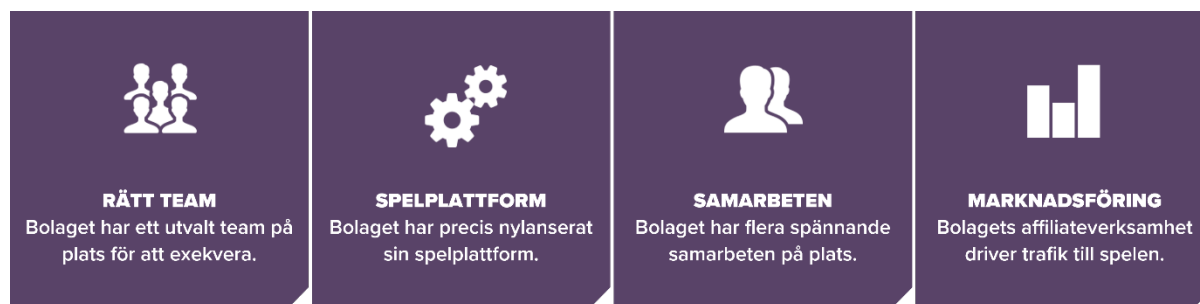 RÄTT TEAM
Bolaget har ett utvalt team på
plats för att exekvera.
SPELPLATTFORM
Bolaget har precis nylanserat
sin spelplattform.
SAMARBETEN
Bolaget har flera spännande
samarbeten på plats.
MARKNADSFÖRING
Bolagets affiliateverksamhet
driver trafik till spelen.